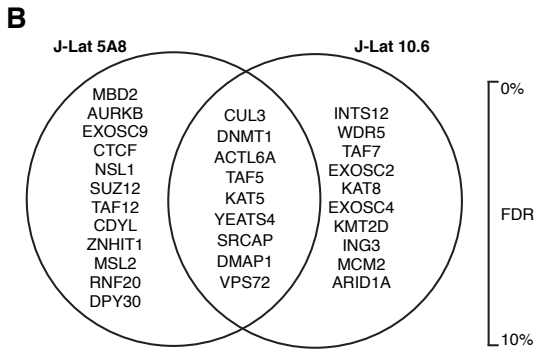 B
J-Lat 5A8
J-Lat 10.6
MBD2
AURKB
EXOSC9
CTCF
NSL1
SUZ12
TAF12
CDYL
ZNHIT1
MSL2
RNF20
DPY30
CUL3
DNMT1
ACTL6A
TAF5
KAT5
YEATS4
SRCAP
DMAP1
VPS72
INTS12
WDR5
TAF7
EXOSC2
KAT8
EXOSC4
KMT2D
ING3
MCM2
ARID1A
0%
FDR
10%